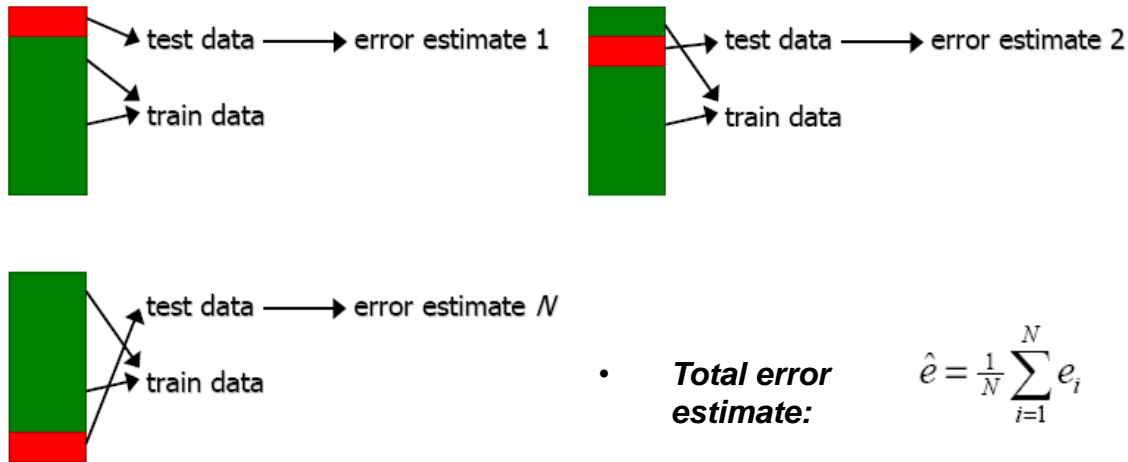 test data error estimate 1
train data
test data error estimate 2
train data
test data error estimate N
train data
• Total error
estimate:
ê = 1/N ∑_{i=1}^{N} e_i